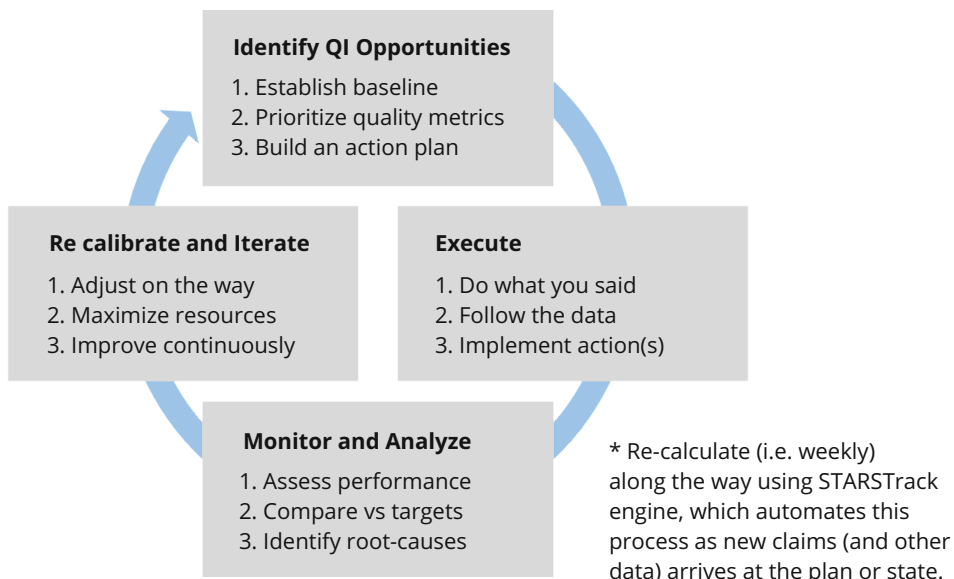 Identify QI Opportunities
1. Establish baseline
2. Prioritize quality metrics
3. Build an action plan
Re calibrate and Iterate
1. Adjust on the way
2. Maximize resources
3. Improve continuously
Execute
1. Do what you said
2. Follow the data
3. Implement action(s)
Monitor and Analyze
1. Assess performance
2. Compare vs targets
3. Identify root-causes
* Re-calculate (i.e. weekly)
along the way using STARSTrack
engine, which automates this
process as new claims (and other
data) arrives at the plan or state.